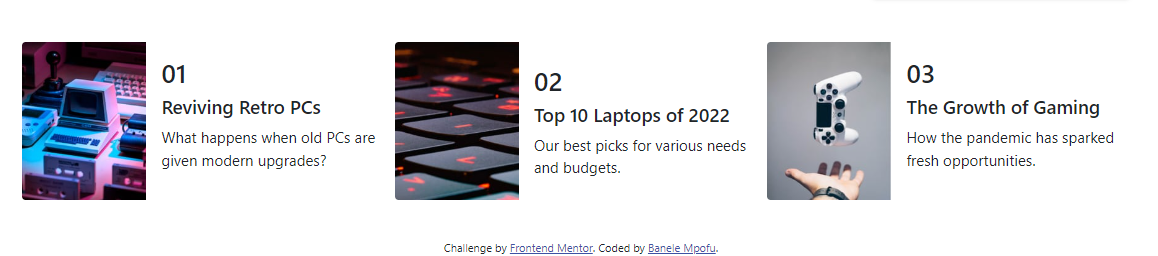 01
Reviving Retro PCs
What happens when old PCs are
given modern upgrades?
02
Top 10 Laptops of 2022
Our best picks for various needs
and budgets.
03
The Growth of Gaming
How the pandemic has sparked
fresh opportunities.
Challenge by Frontend Mentor. Coded by Banele Mpofu.